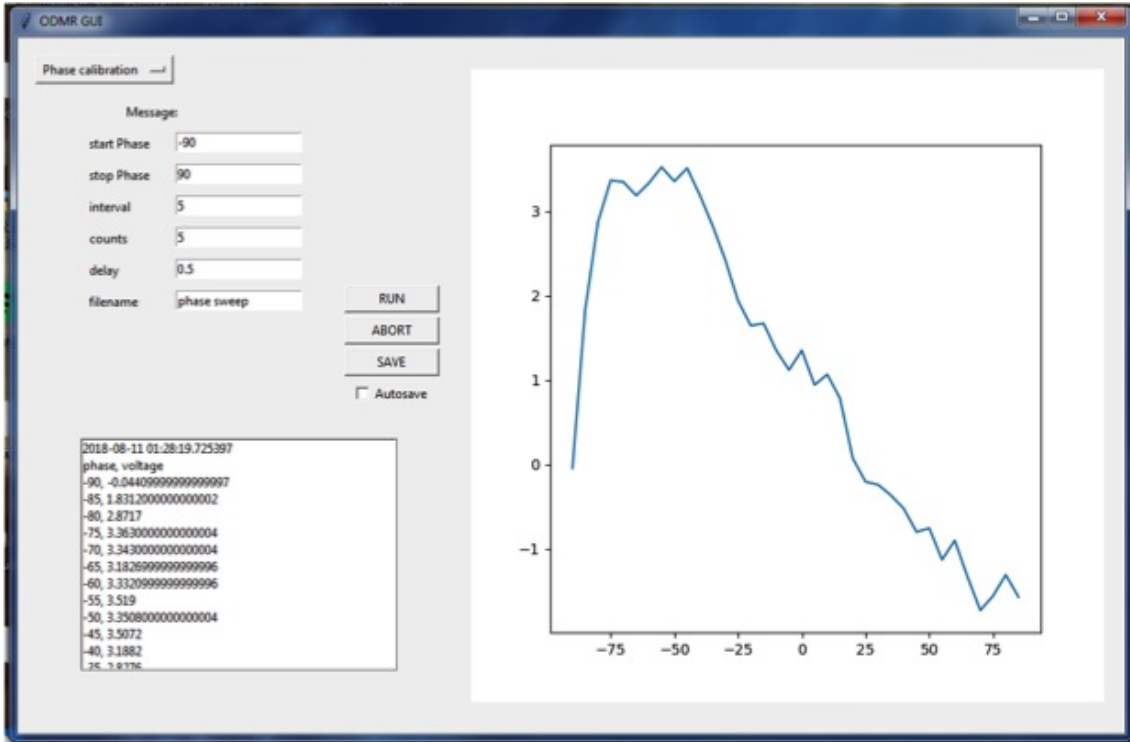 ODMR GUI
Phase calibration
Message:
start Phase -90
stop Phase 90
interval 5
counts 5
delay 0.5
filename phase sweep
RUN
ABORT
SAVE
Autosave
2018-08-11 01:28:19.725397
phase, voltage
-90, -0.04409999999999997
-85, 1.8312000000000002
-80, 2.8717
-75, 3.3630000000000004
-70, 3.3430000000000004
-65, 3.1826999999999996
-60, 3.3320999999999996
-55, 3.519
-50, 3.3508000000000004
-45, 3.5072
-40, 3.1882
-35, 2.8276
3
2
1
0
−1
−75 −50 −25 0 25 50 75